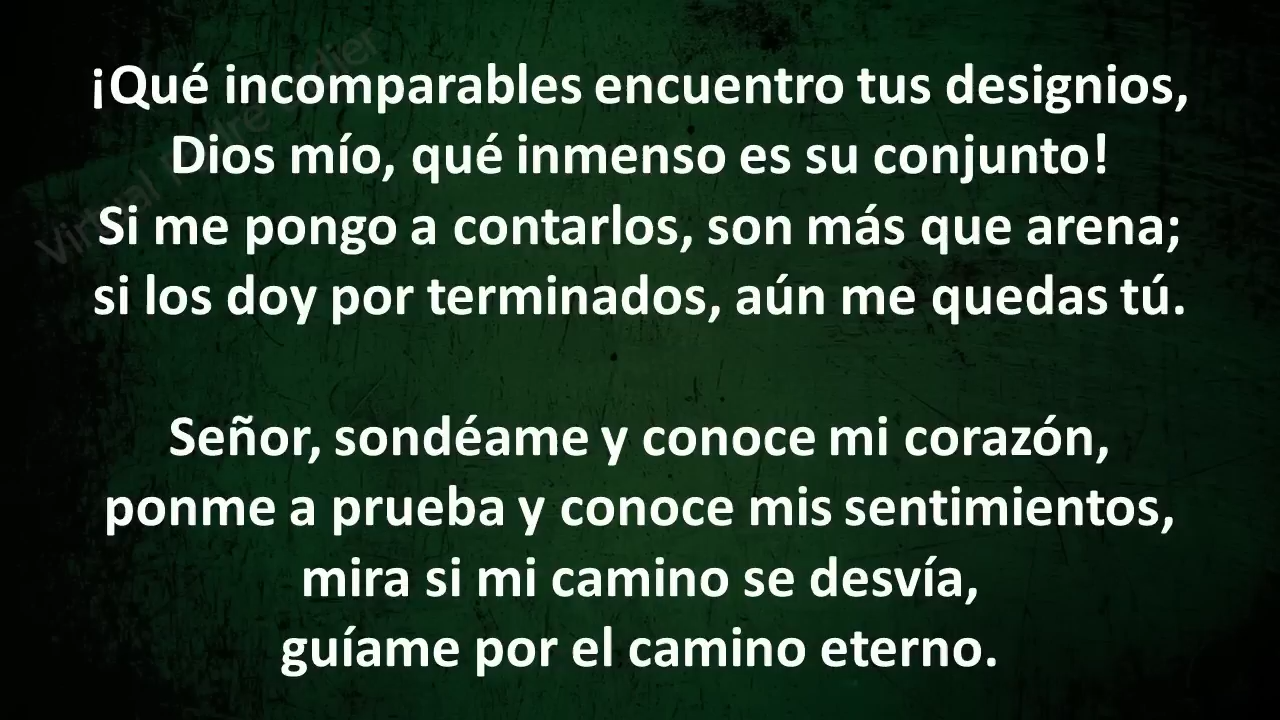 ¡Qué incomparables encuentro tus designios,
Dios mío, qué inmenso es su conjunto!
Si me pongo a contarlos, son más que arena;
si los doy por terminados, aún me quedas tú.
Señor, sondéame y conoce mi corazón,
ponme a prueba y conoce mis sentimientos,
mira si mi camino se desvía,
guíame por el camino eterno.